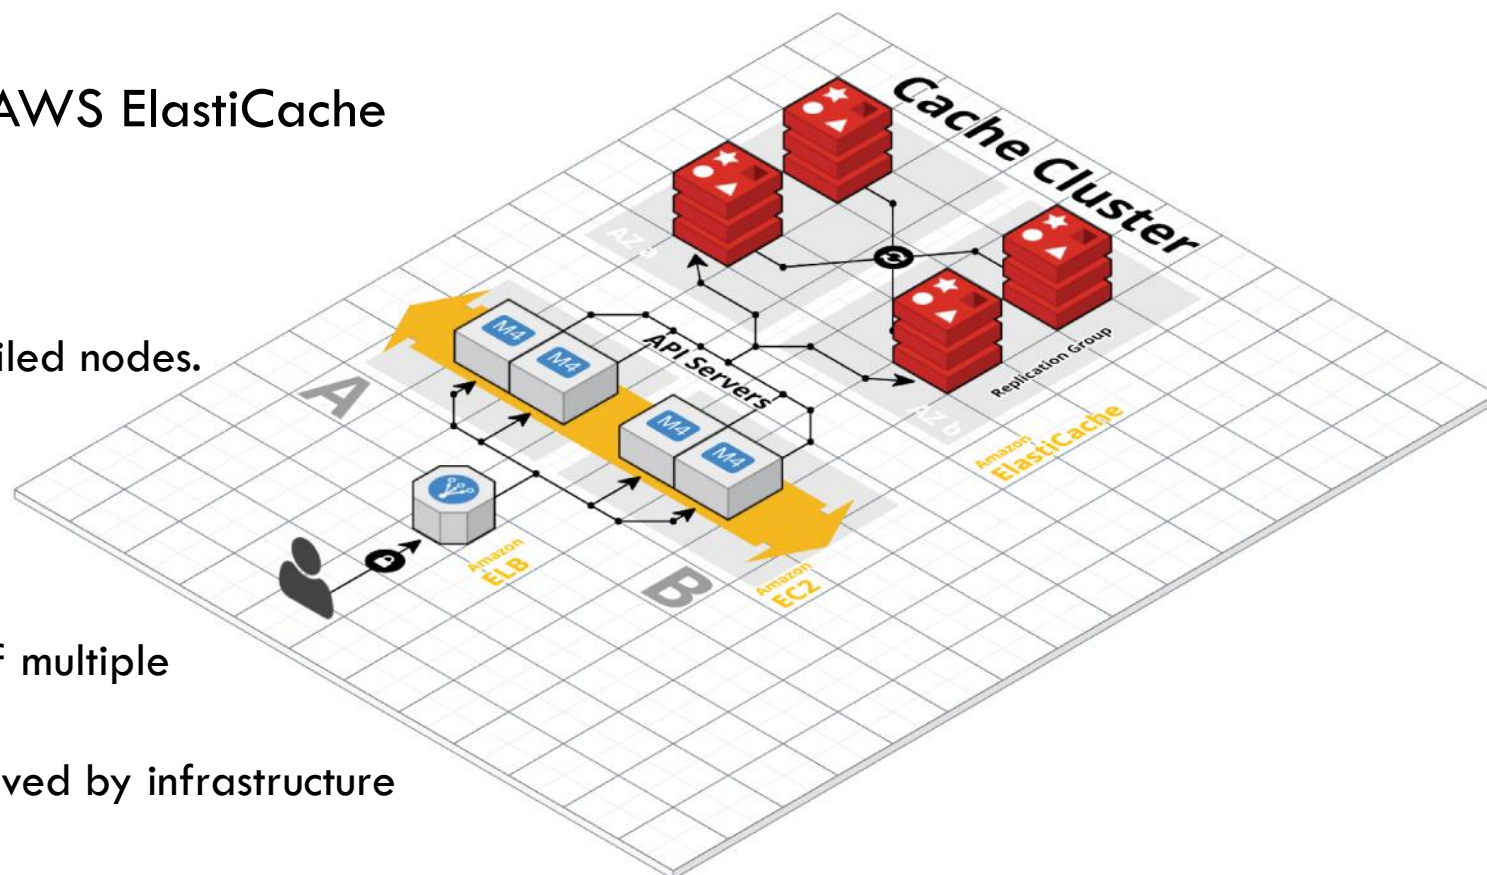 AWS ElastiCache
iled nodes.
f multiple
ved by infrastructure
Cache Cluster
AZ a
API Servers
Replication Group
AZ b
Amazon
ElastiCache
M4
M4
M4
M4
A
B
Amazon
ELB
Amazon
EC2